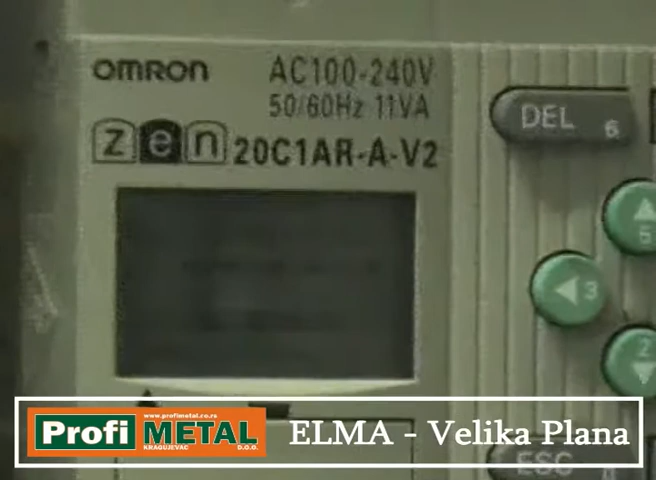 OMRON
AC100-240V
50/60Hz 11VA
zen 20C1AR-A-V2
DEL 6
5
3
2
ESC
www.profimetal.co.rs
Profi METAL
KRAGUJEVAC D.O.O.
ELMA - Velika Plana